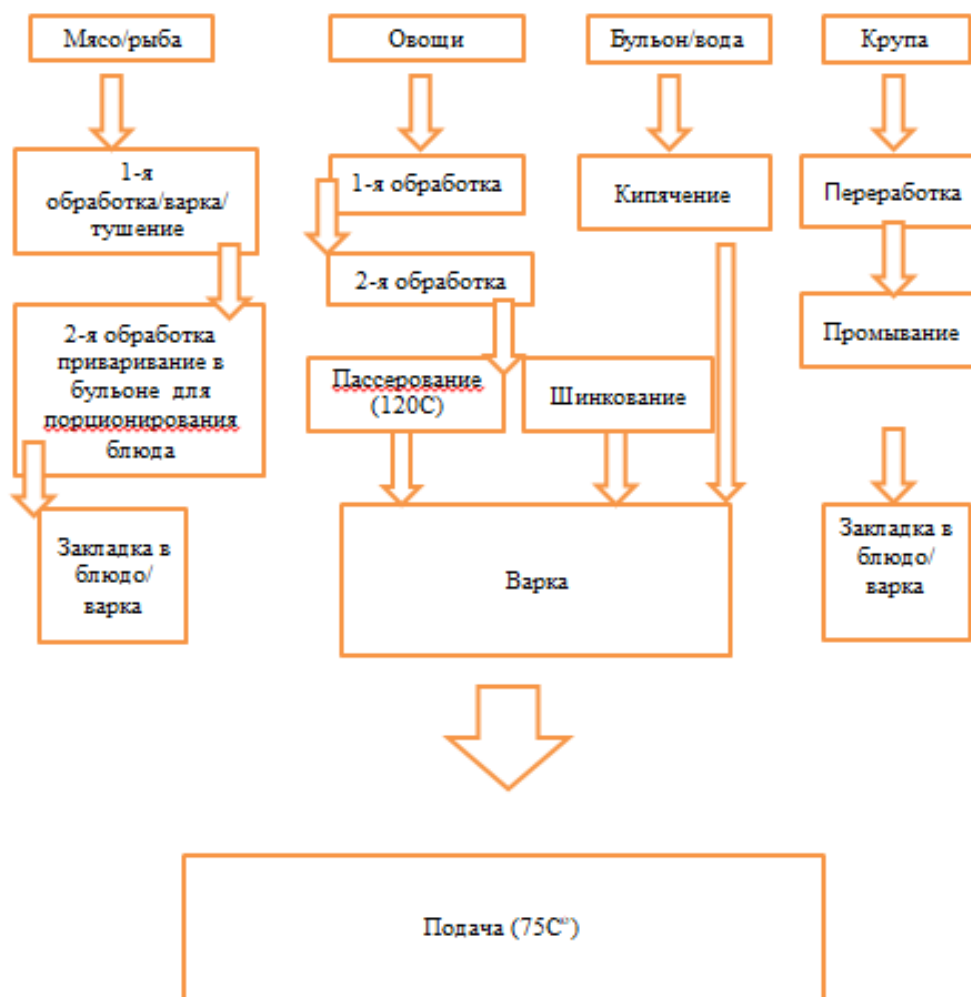 Мясо/рыба
Овощи
Бульон/вода
Крупа
1-я
обработка/варка/
тушение
1-я обработка
Кипячение
Переработка
2-я обработка
2-я обработка
приваривание в
бульоне для
порционирования
блюда
Промывание
Пассерование
(120С)
Шинкование
Закладка в
блюдо/
варка
Варка
Закладка в
блюдо/
варка
Подача (75С°)